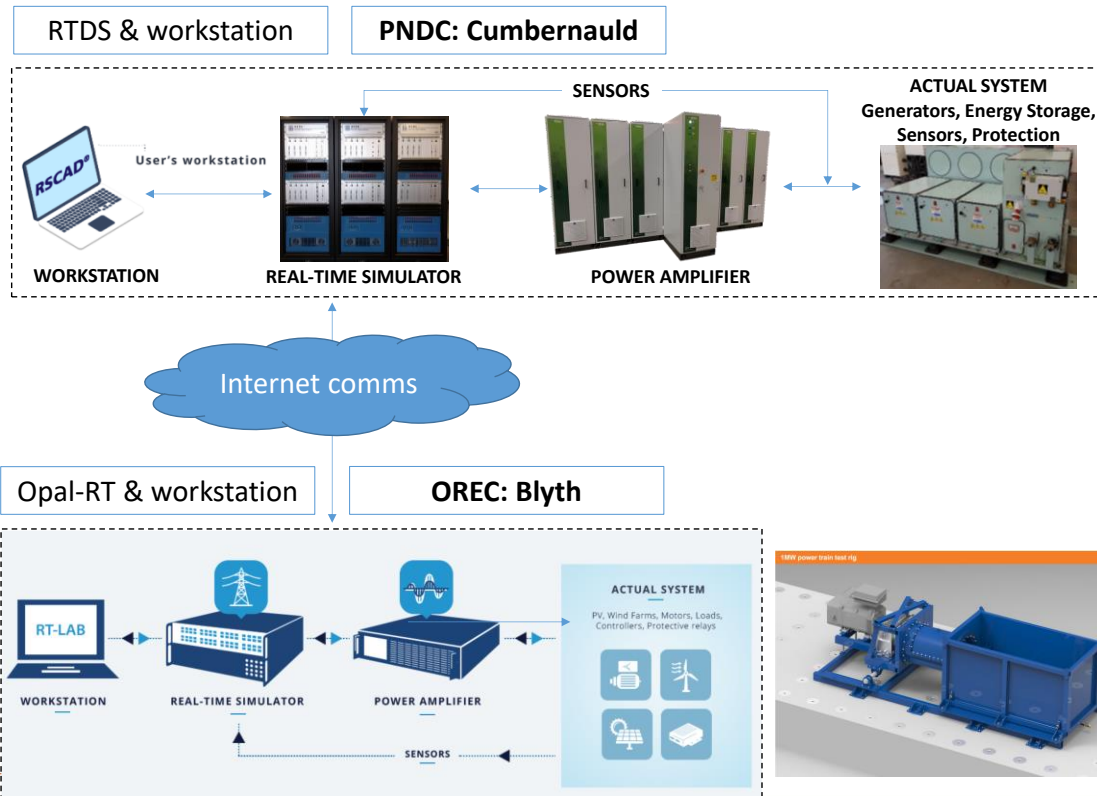 RTDS & workstation
PNDC: Cumbernauld
SENSORS
ACTUAL SYSTEM
Generators, Energy Storage,
Sensors, Protection
RSCAD®
User's workstation
WORKSTATION
REAL-TIME SIMULATOR
POWER AMPLIFIER
Internet comms
Opal-RT & workstation
OREC: Blyth
1MW power train test rig
ACTUAL SYSTEM
PV, Wind Farms, Motors, Loads,
Controllers, Protective relays
RT-LAB
WORKSTATION
REAL-TIME SIMULATOR
POWER AMPLIFIER
SENSORS